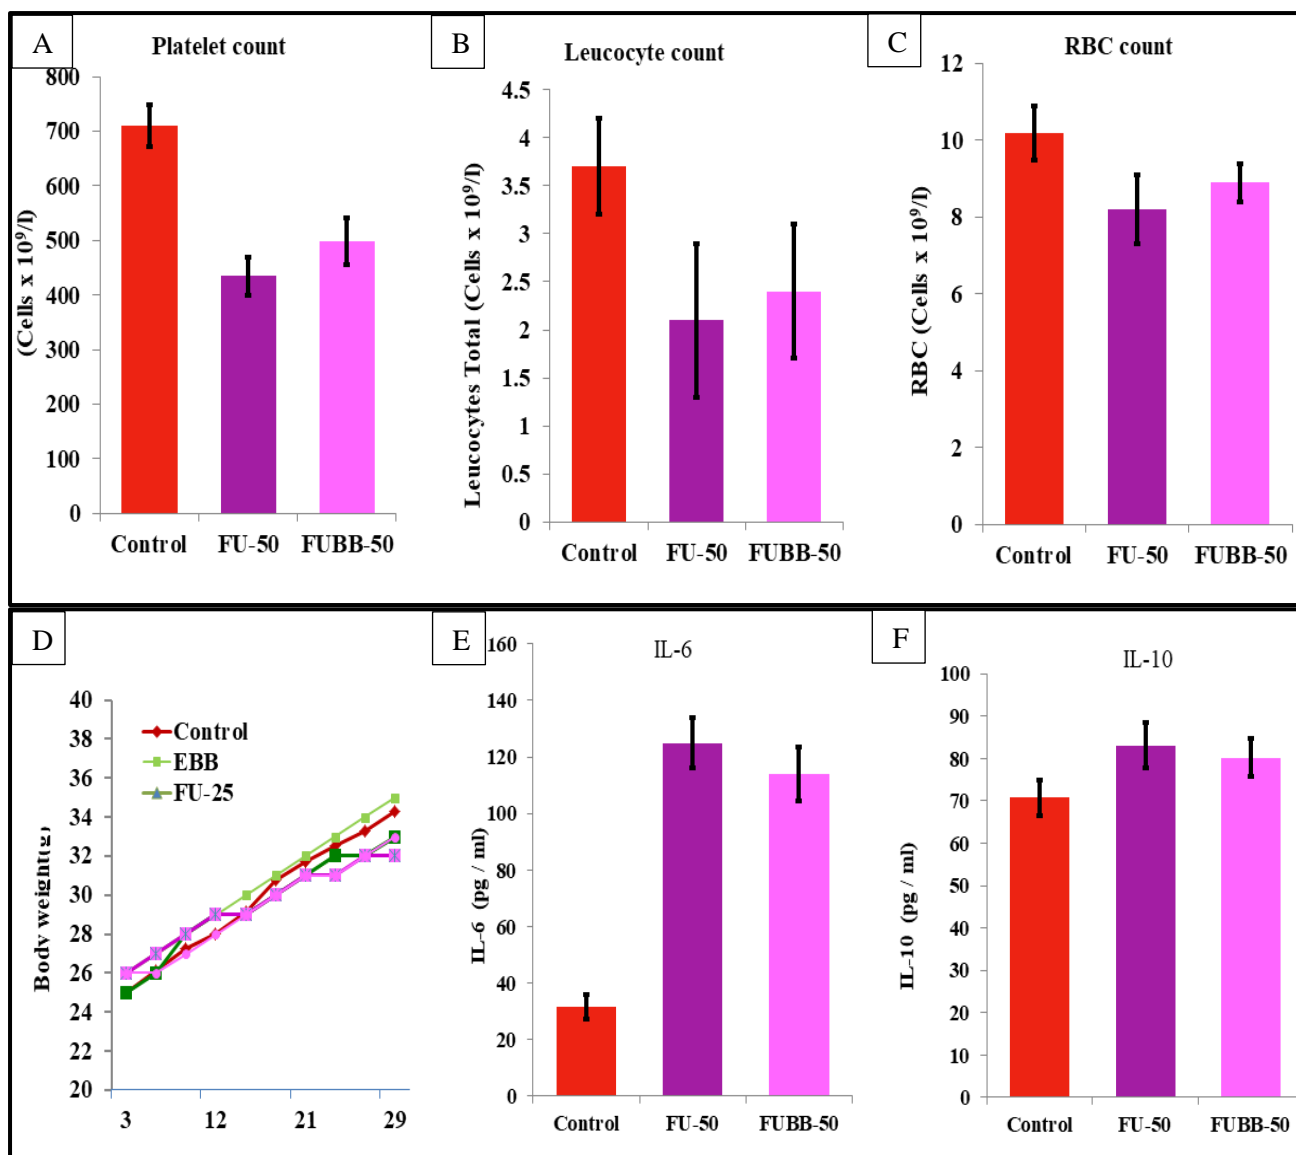 A
Platelet count
(Cells x 10⁹/l)
800
700
600
500
400
300
200
100
0
Control FU-50 FUBB-50
B
Leucocyte count
Leucocytes Total (Cells x 10⁹/l)
4.5
4
3.5
3
2.5
2
1.5
1
0.5
0
Control FU-50 FUBB-50
C
RBC count
RBC (Cells x 10⁹/l)
12
10
8
6
4
2
0
Control FU-50 FUBB-50
D
Body weight(g)
40
38
36
34
32
30
28
26
24
22
20
Control
EBB
FU-25
3 12 21 29
E
IL-6
IL-6 (pg / ml)
160
140
120
100
80
60
40
20
0
Control FU-50 FUBB-50
F
IL-10
IL-10 (pg / ml)
100
90
80
70
60
50
40
30
20
10
0
Control FU-50 FUBB-50